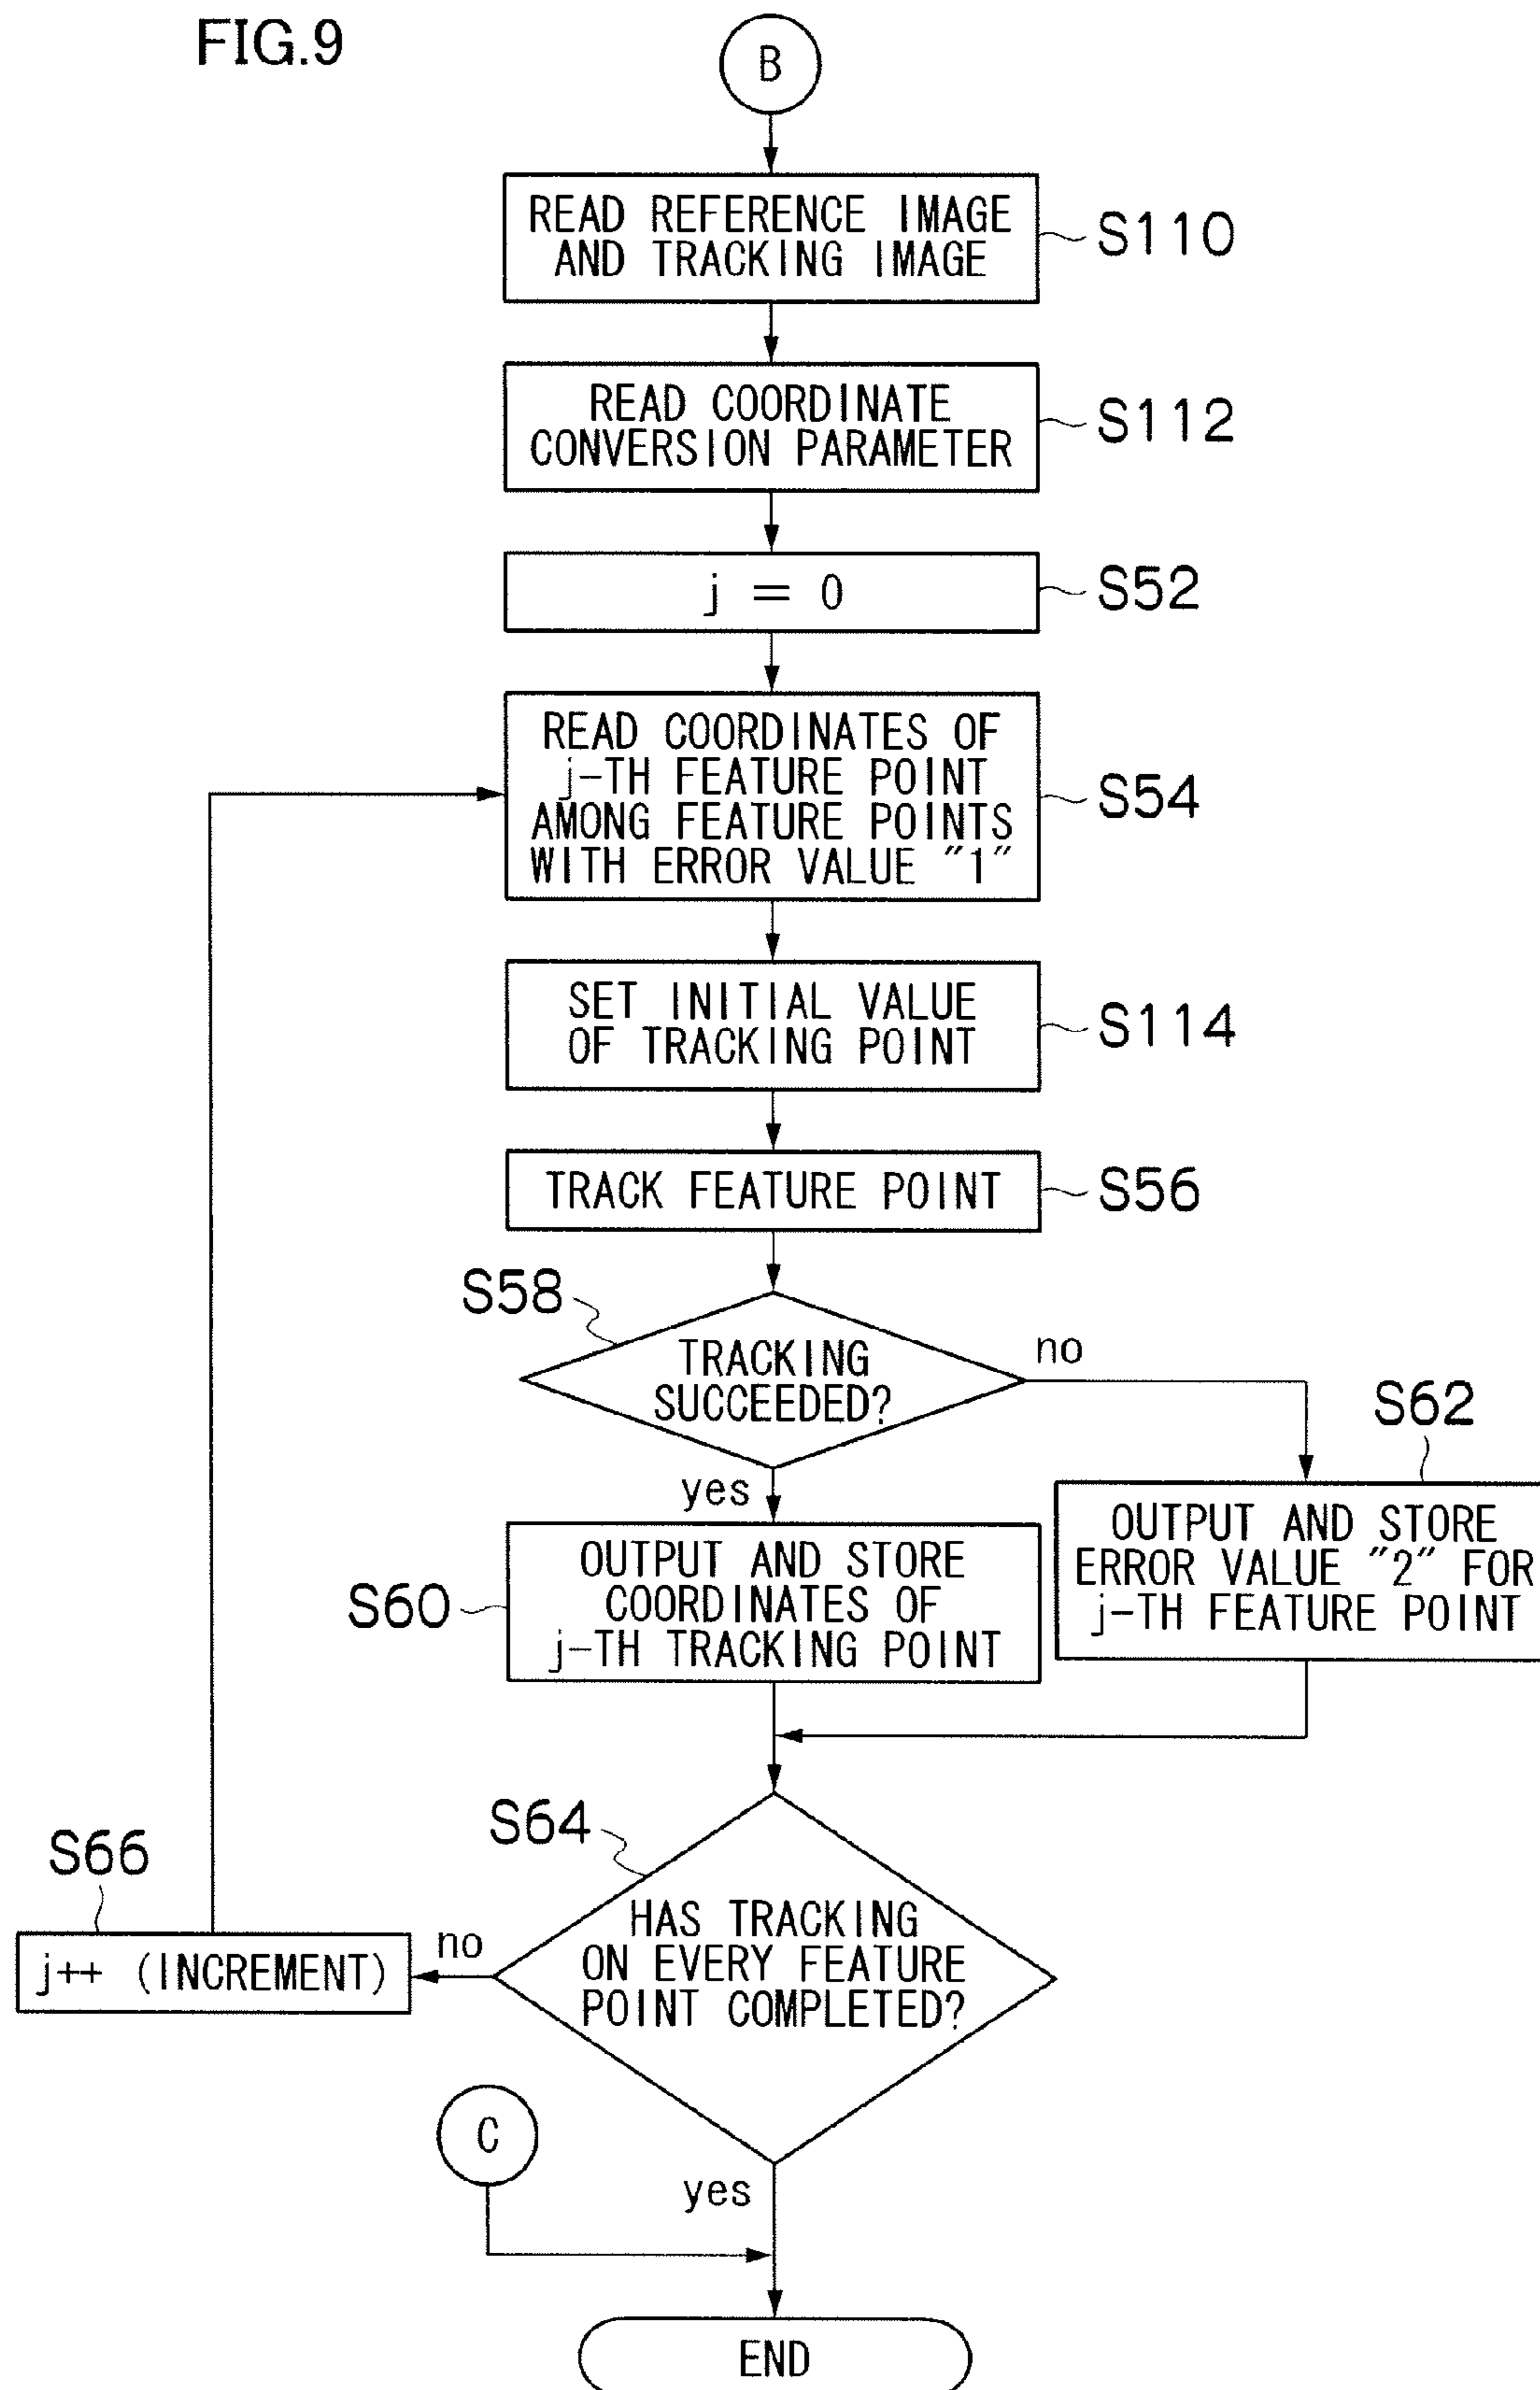 FIG.9
B
READ REFERENCE IMAGE
AND TRACKING IMAGE
S110
READ COORDINATE
CONVERSION PARAMETER
S112
j = 0
S52
READ COORDINATES OF
j-TH FEATURE POINT
AMONG FEATURE POINTS
WITH ERROR VALUE "1"
S54
SET INITIAL VALUE
OF TRACKING POINT
S114
TRACK FEATURE POINT
S56
S58
TRACKING
SUCCEEDED?
no
yes
S62
OUTPUT AND STORE
ERROR VALUE "2" FOR
j-TH FEATURE POINT
S60
OUTPUT AND STORE
COORDINATES OF
j-TH TRACKING POINT
S64
HAS TRACKING
ON EVERY FEATURE
POINT COMPLETED?
no
S66
j++ (INCREMENT)
C
yes
END